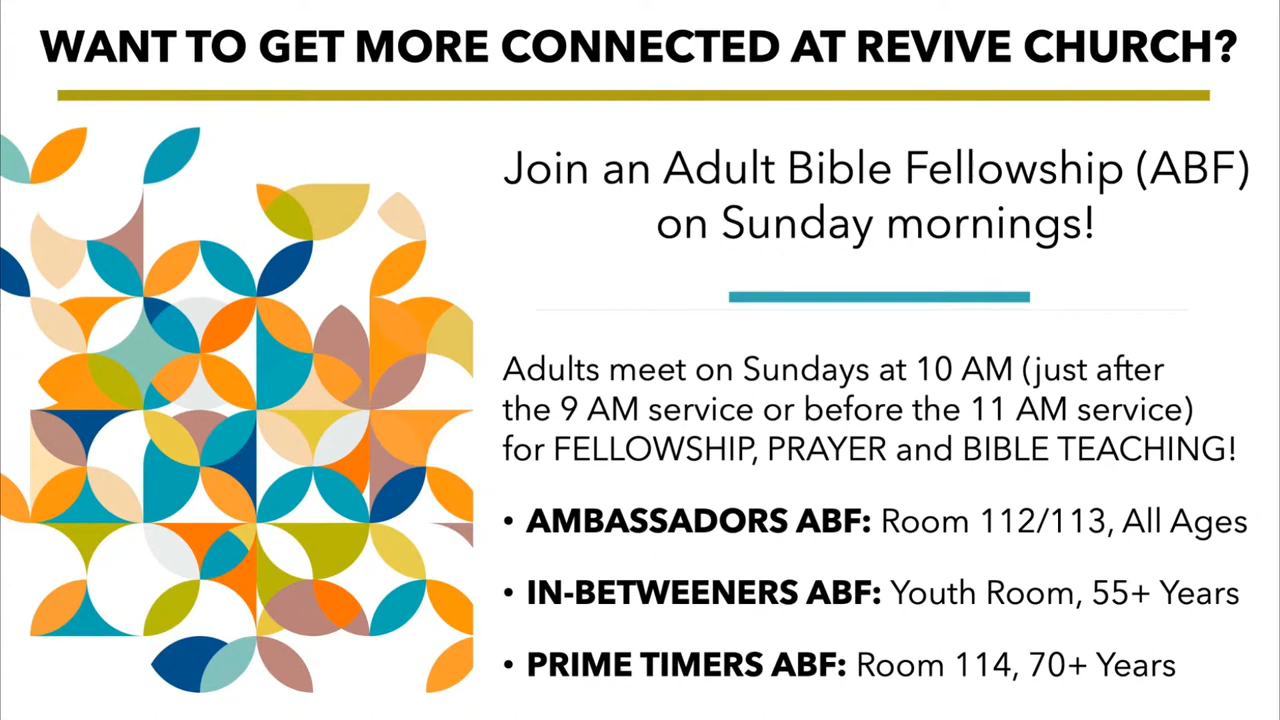 WANT TO GET MORE CONNECTED AT REVIVE CHURCH?
Join an Adult Bible Fellowship (ABF)
on Sunday mornings!
Adults meet on Sundays at 10 AM (just after
the 9 AM service or before the 11 AM service)
for FELLOWSHIP, PRAYER and BIBLE TEACHING!
• AMBASSADORS ABF: Room 112/113, All Ages
• IN-BETWEENERS ABF: Youth Room, 55+ Years
• PRIME TIMERS ABF: Room 114, 70+ Years